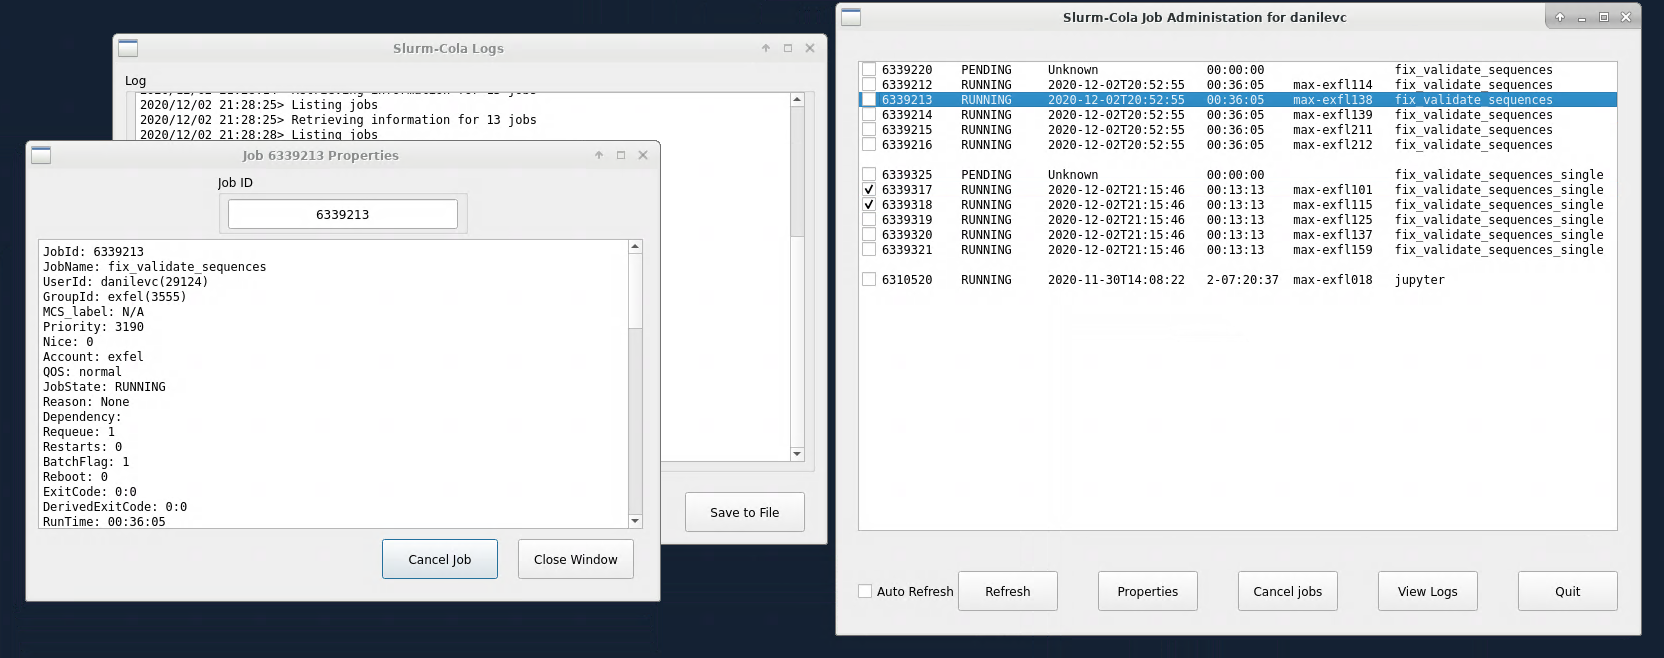 Slurm-Cola Logs
Log
2020/12/02 21:28:25> Listing jobs
2020/12/02 21:28:25> Retrieving information for 13 jobs
2020/12/02 21:28:28> Listing jobs
Save to File
Job 6339213 Properties
Job ID
6339213
JobId: 6339213
JobName: fix_validate_sequences
UserId: danilevc(29124)
GroupId: exfel(3555)
MCS_label: N/A
Priority: 3190
Nice: 0
Account: exfel
QOS: normal
JobState: RUNNING
Reason: None
Dependency:
Requeue: 1
Restarts: 0
BatchFlag: 1
Reboot: 0
ExitCode: 0:0
DerivedExitCode: 0:0
RunTime: 00:36:05
Cancel Job Close Window
Slurm-Cola Job Administation for danilevc
6339220 PENDING Unknown 00:00:00 fix_validate_sequences
6339212 RUNNING 2020-12-02T20:52:55 00:36:05 max-exfl114 fix_validate_sequences
6339213 RUNNING 2020-12-02T20:52:55 00:36:05 max-exfl138 fix_validate_sequences
6339214 RUNNING 2020-12-02T20:52:55 00:36:05 max-exfl139 fix_validate_sequences
6339215 RUNNING 2020-12-02T20:52:55 00:36:05 max-exfl211 fix_validate_sequences
6339216 RUNNING 2020-12-02T20:52:55 00:36:05 max-exfl212 fix_validate_sequences
6339325 PENDING Unknown 00:00:00 fix_validate_sequences_single
6339317 RUNNING 2020-12-02T21:15:46 00:13:13 max-exfl101 fix_validate_sequences_single
6339318 RUNNING 2020-12-02T21:15:46 00:13:13 max-exfl115 fix_validate_sequences_single
6339319 RUNNING 2020-12-02T21:15:46 00:13:13 max-exfl125 fix_validate_sequences_single
6339320 RUNNING 2020-12-02T21:15:46 00:13:13 max-exfl137 fix_validate_sequences_single
6339321 RUNNING 2020-12-02T21:15:46 00:13:13 max-exfl159 fix_validate_sequences_single
6310520 RUNNING 2020-11-30T14:08:22 2-07:20:37 max-exfl018 jupyter
Auto Refresh Refresh Properties Cancel jobs View Logs Quit